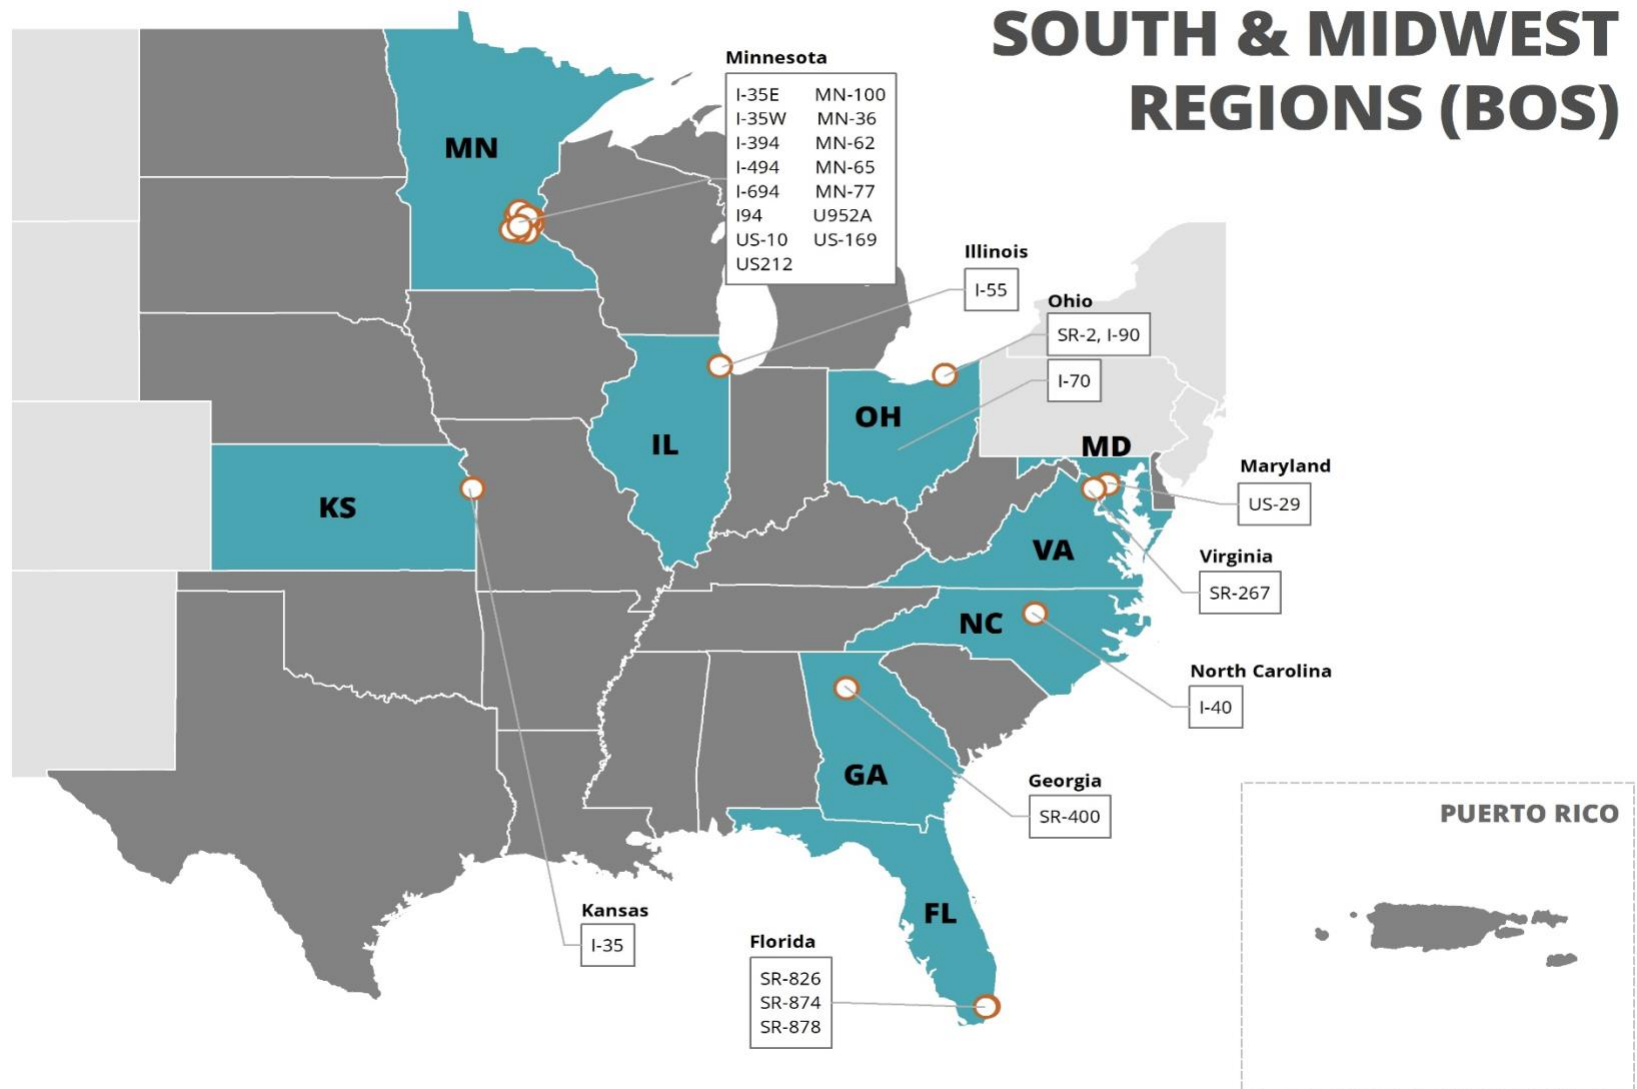 SOUTH & MIDWEST
REGIONS (BOS)
Minnesota
I-35E MN-100
I-35W MN-36
I-394 MN-62
I-494 MN-65
I-694 MN-77
I94 U952A
US-10 US-169
US212
MN
Illinois
I-55
Ohio
SR-2, I-90
I-70
OH
IL
MD
Maryland
US-29
KS
VA
Virginia
SR-267
NC
North Carolina
I-40
GA
Georgia
SR-400
PUERTO RICO
Kansas
I-35
FL
Florida
SR-826
SR-874
SR-878